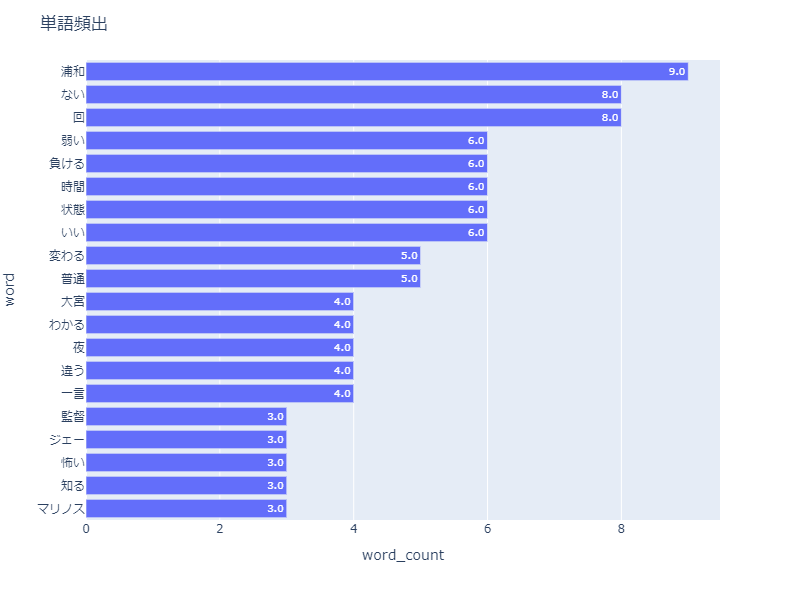 単語頻出
浦和 9.0
ない 8.0
回 8.0
弱い 6.0
負ける 6.0
時間 6.0
状態 6.0
いい 6.0
変わる 5.0
普通 5.0
大宮 4.0
わかる 4.0
夜 4.0
違う 4.0
一言 4.0
監督 3.0
ジェー 3.0
怖い 3.0
知る 3.0
マリノス 3.0
word
0 2 4 6 8
word_count